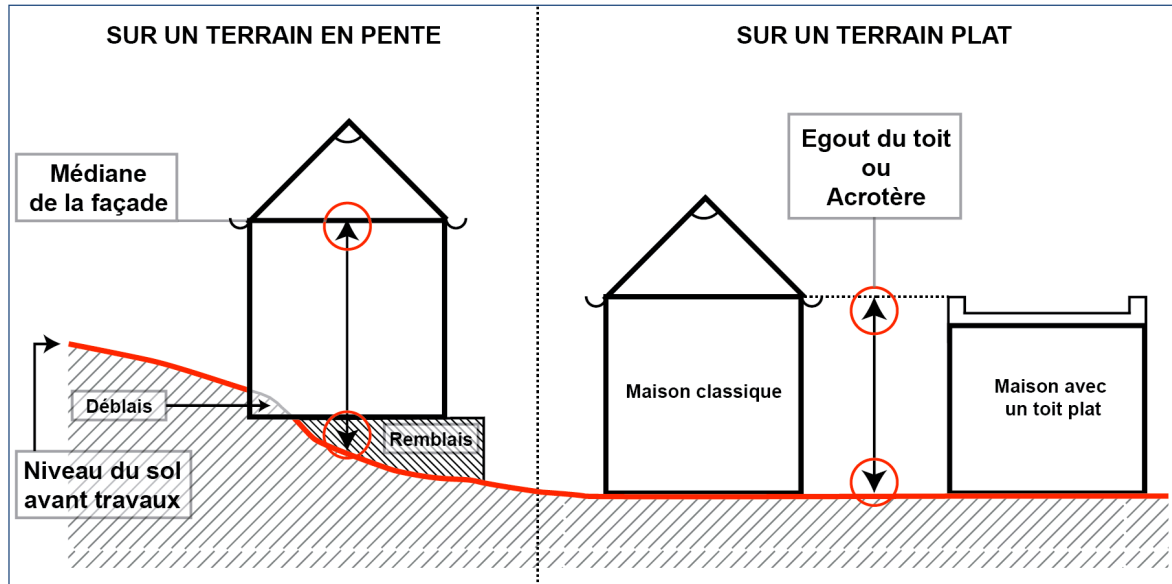 SUR UN TERRAIN EN PENTE
Médiane
de la façade
Déblais
Remblais
Niveau du sol
avant travaux
SUR UN TERRAIN PLAT
Egout du toit
ou
Acrotère
Maison classique
Maison avec
un toit plat